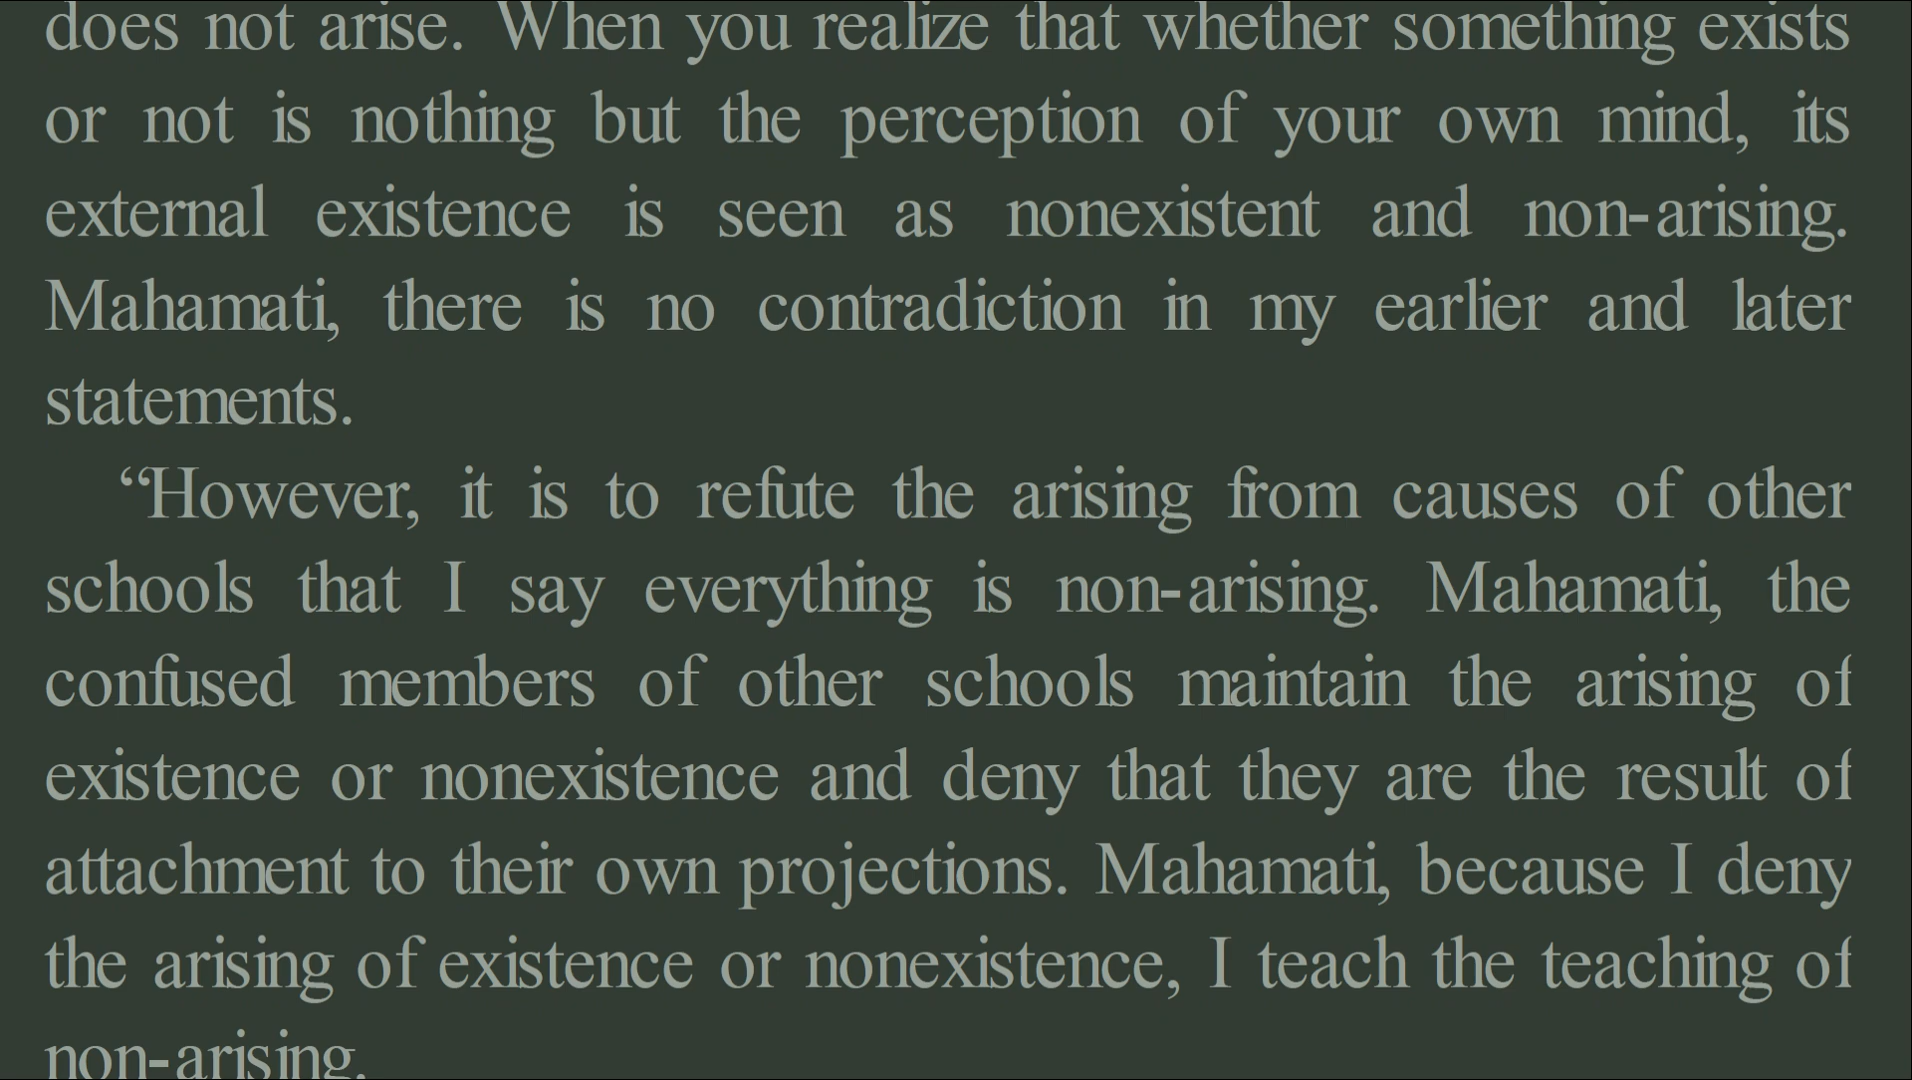 does not arise. When you realize that whether something exists
or not is nothing but the perception of your own mind, its
external existence is seen as nonexistent and non-arising.
Mahamati, there is no contradiction in my earlier and later
statements.
“However, it is to refute the arising from causes of other
schools that I say everything is non-arising. Mahamati, the
confused members of other schools maintain the arising of
existence or nonexistence and deny that they are the result of
attachment to their own projections. Mahamati, because I deny
the arising of existence or nonexistence, I teach the teaching of
non-arising.